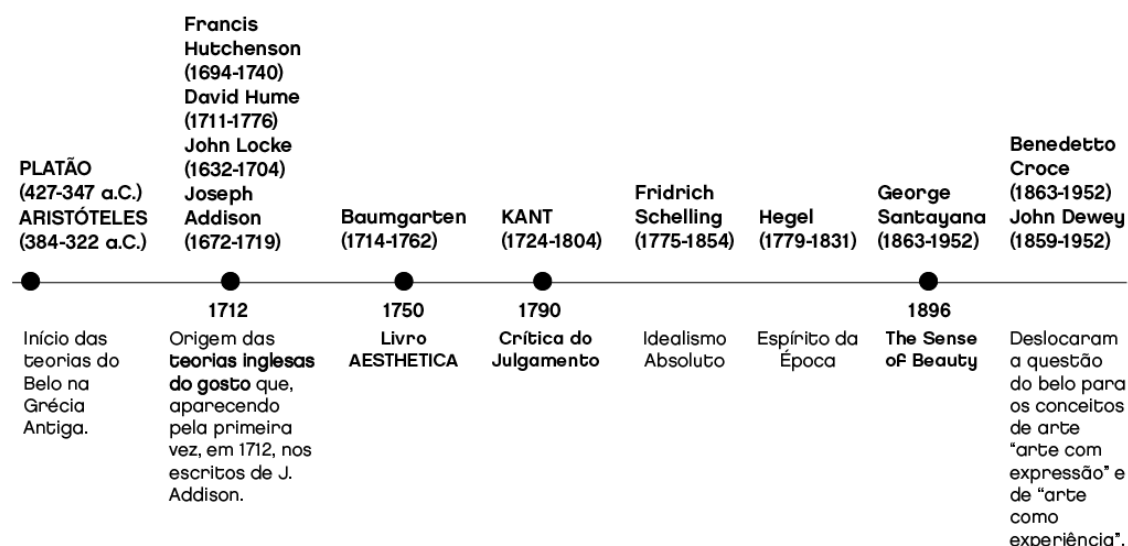 PLATÃO
(427-347 a.C.)
ARISTÓTELES
(384-322 a.C.)
Início das
teorias do
Belo na
Grécia
Antiga.
Francis
Hutchenson
(1694-1740)
David Hume
(1711-1776)
John Locke
(1632-1704)
Joseph
Addison
(1672-1719)
1712
Origem das
teorias inglesas
do gosto que,
aparecendo
pela primeira
vez, em 1712, nos
escritos de J.
Addison.
Baumgarten
(1714-1762)
1750
Livro
AESTHETICA
KANT
(1724-1804)
1790
Crítica do
Julgamento
Fridrich
Schelling
(1775-1854)
Idealismo
Absoluto
Hegel
(1779-1831)
Espírito da
Época
George
Santayana
(1863-1952)
1896
The Sense
of Beauty
Benedetto
Croce
(1863-1952)
John Dewey
(1859-1952)
Deslocaram
a questão
do belo para
os conceitos
de arte
“arte com
expressão” e
de “arte
como
experiência”.